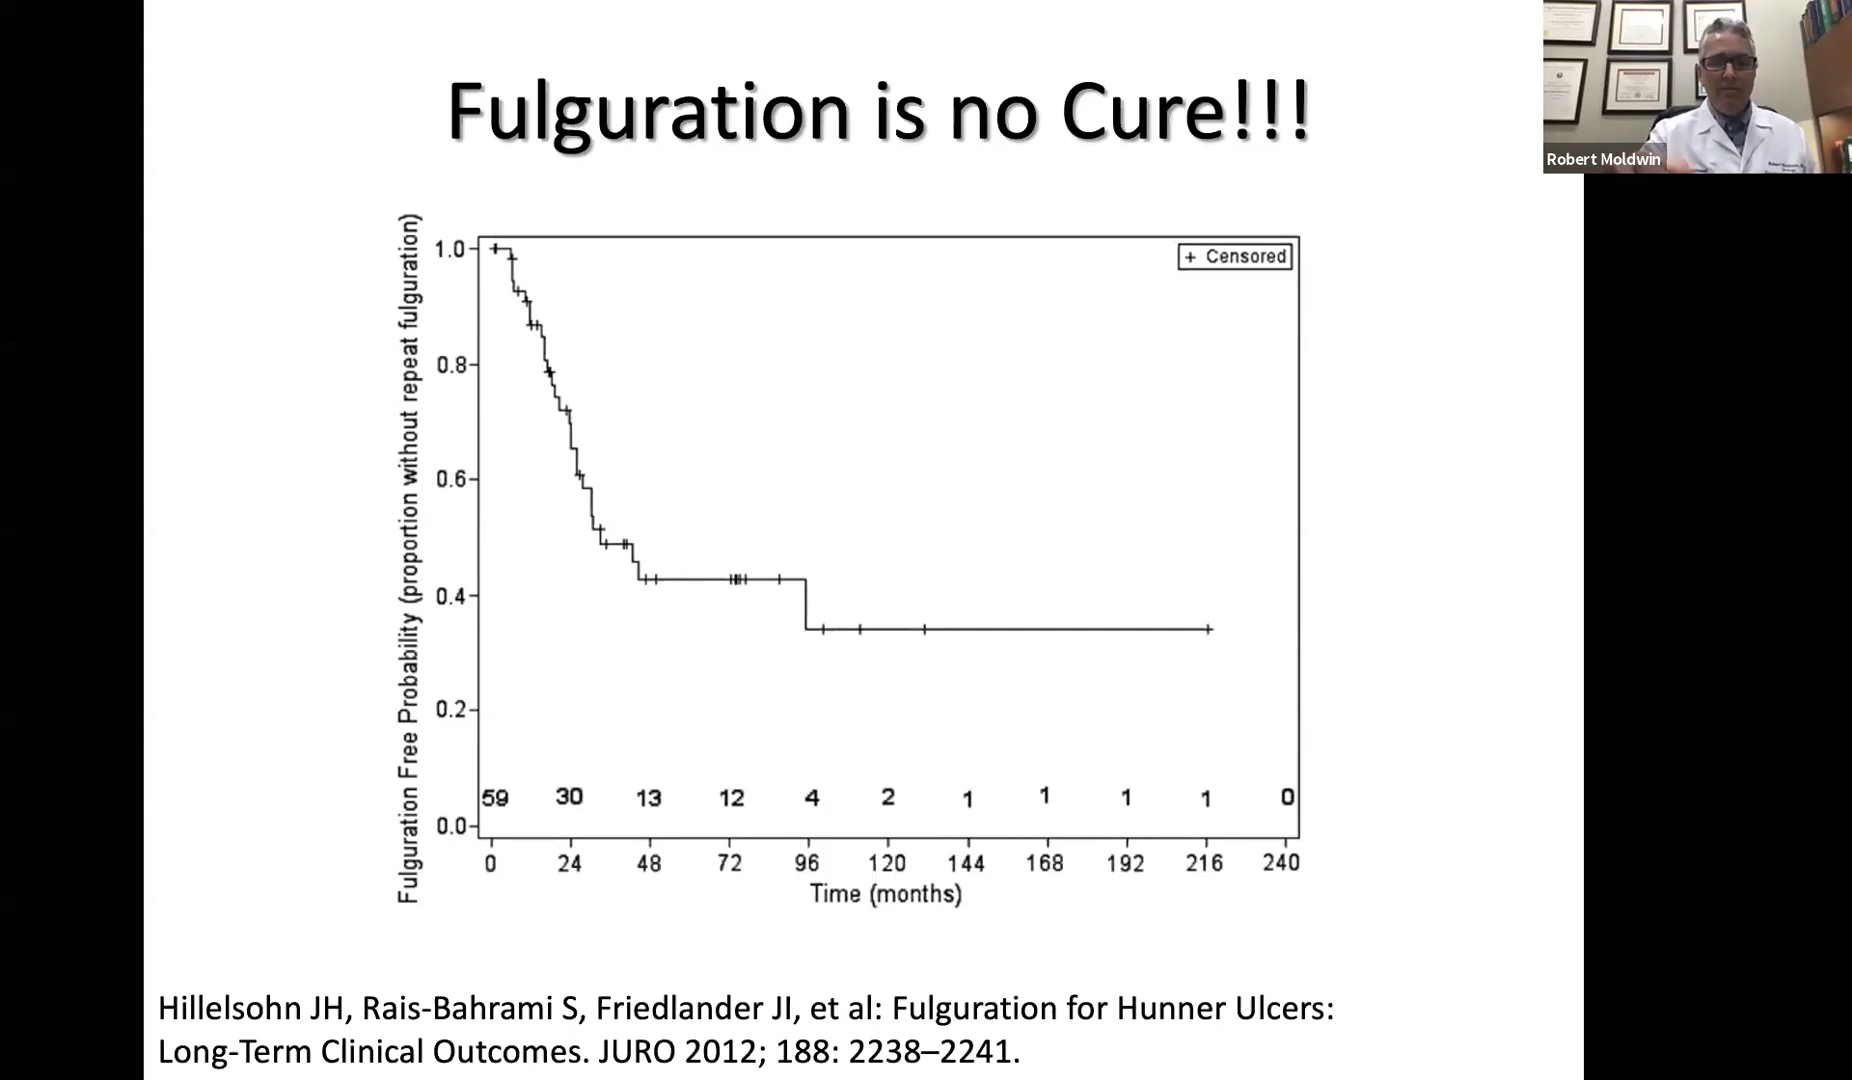 Fulguration is no Cure!!!
Robert Moldwin
Fulguration Free Probability (proportion without repeat fulguration)
1.0
0.8
0.6
0.4
0.2
0.0
+ Censored
59 30 13 12 4 2 1 1 1 1 0
0 24 48 72 96 120 144 168 192 216 240
Time (months)
Hillelsohn JH, Rais-Bahrami S, Friedlander JI, et al: Fulguration for Hunner Ulcers:
Long-Term Clinical Outcomes. JURO 2012; 188: 2238–2241.